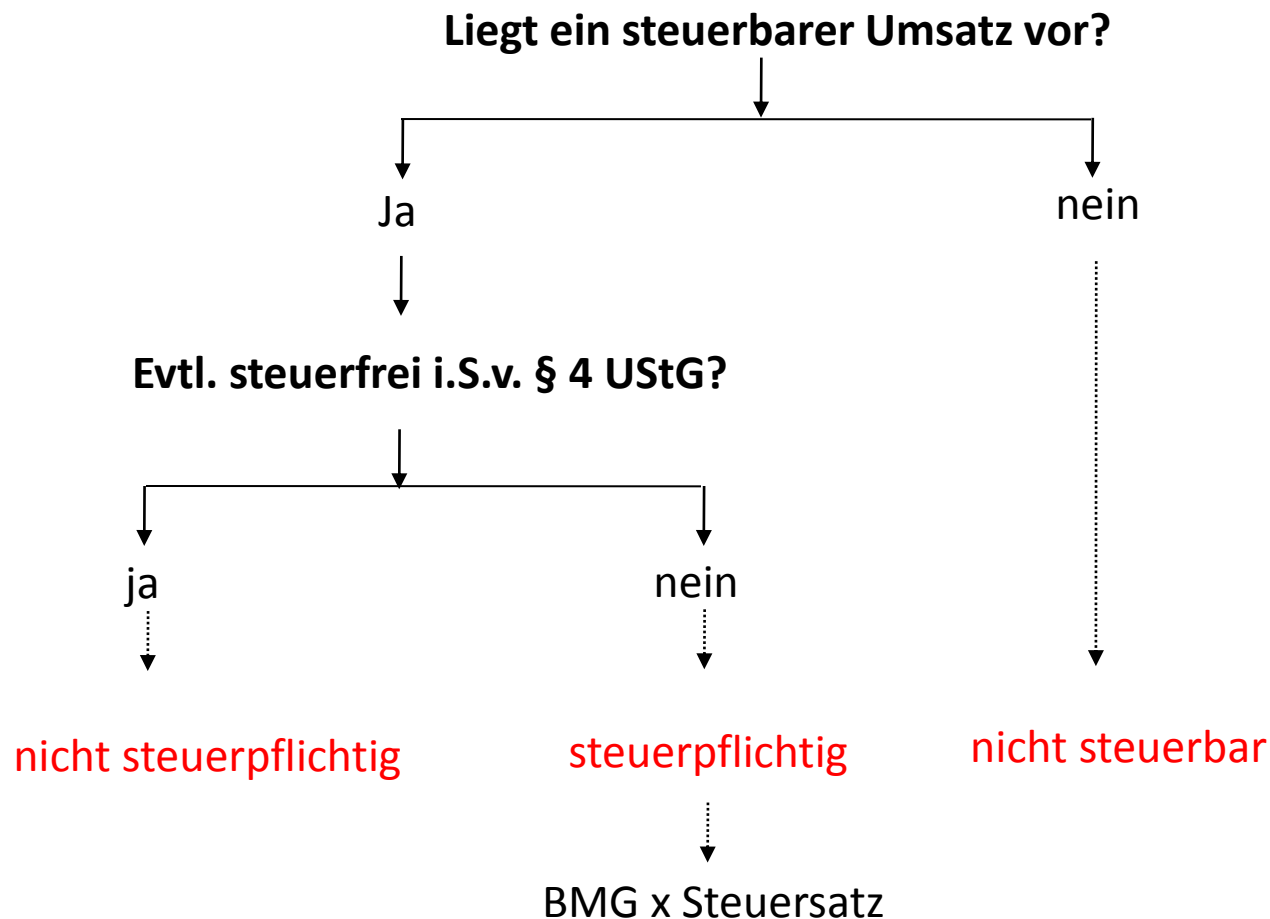 Liegt ein steuerbarer Umsatz vor?
Ja
nein
Evtl. steuerfrei i.S.v. § 4 UStG?
ja
nein
nicht steuerpflichtig
steuerpflichtig
nicht steuerbar
BMG x Steuersatz